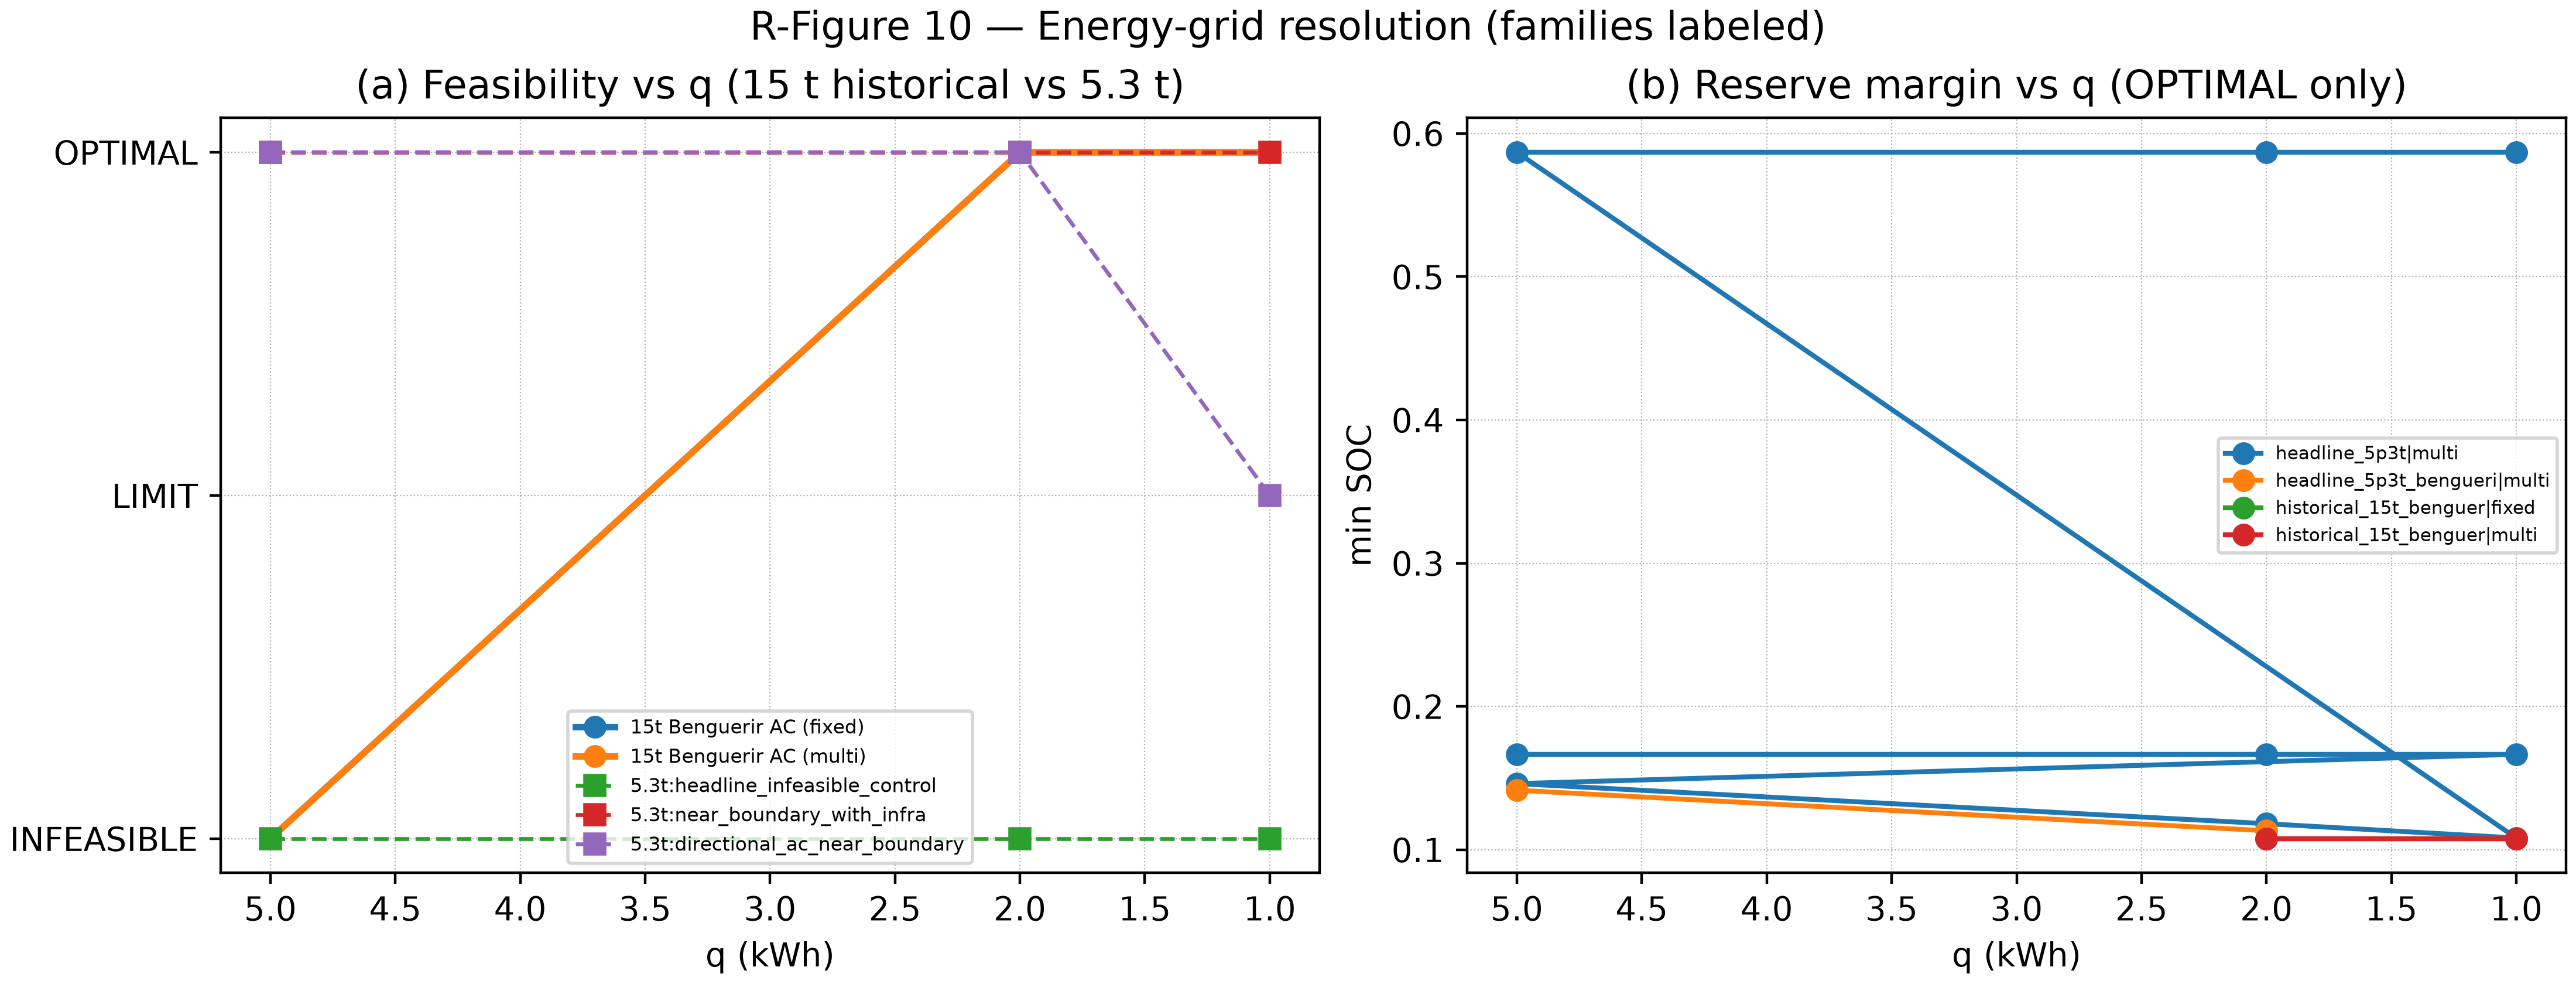 R-Figure 10 — Energy-grid resolution (families labeled)
(a) Feasibility vs q (15 t historical vs 5.3 t)
OPTIMAL
LIMIT
INFEASIBLE
15t Benguerir AC (fixed)
15t Benguerir AC (multi)
5.3t:headline_infeasible_control
5.3t:near_boundary_with_infra
5.3t:directional_ac_near_boundary
5.0 4.5 4.0 3.5 3.0 2.5 2.0 1.5 1.0
q (kWh)
(b) Reserve margin vs q (OPTIMAL only)
min SOC
0.6
0.5
0.4
0.3
0.2
0.1
headline_5p3t|multi
headline_5p3t_bengueri|multi
historical_15t_benguer|fixed
historical_15t_benguer|multi
5.0 4.5 4.0 3.5 3.0 2.5 2.0 1.5 1.0
q (kWh)